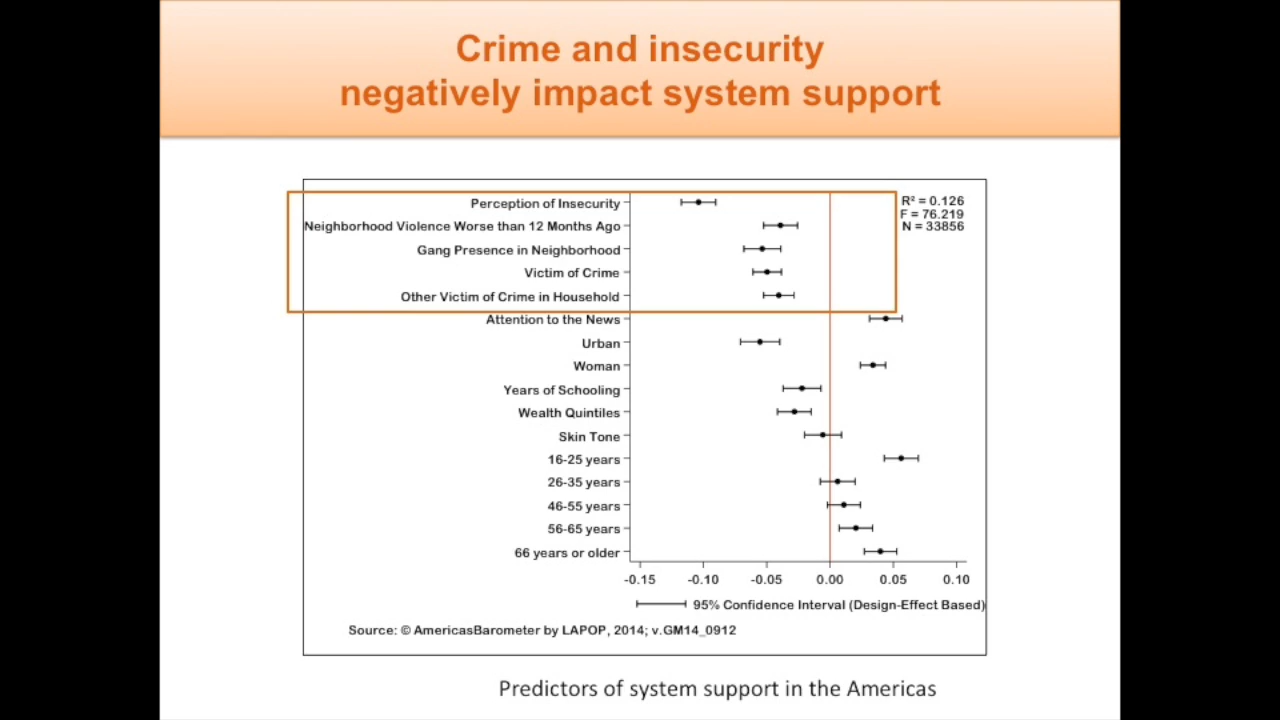 Crime and insecurity
negatively impact system support
Perception of Insecurity
R² = 0.126
F = 76.219
Neighborhood Violence Worse than 12 Months Ago
N = 33856
Gang Presence in Neighborhood
Victim of Crime
Other Victim of Crime in Household
Attention to the News
Urban
Woman
Years of Schooling
Wealth Quintiles
Skin Tone
16-25 years
26-35 years
46-55 years
56-65 years
66 years or older
-0.15 -0.10 -0.05 0.00 0.05 0.10
95% Confidence Interval (Design-Effect Based)
Source: © AmericasBarometer by LAPOP, 2014; v.GM14_0912
Predictors of system support in the Americas